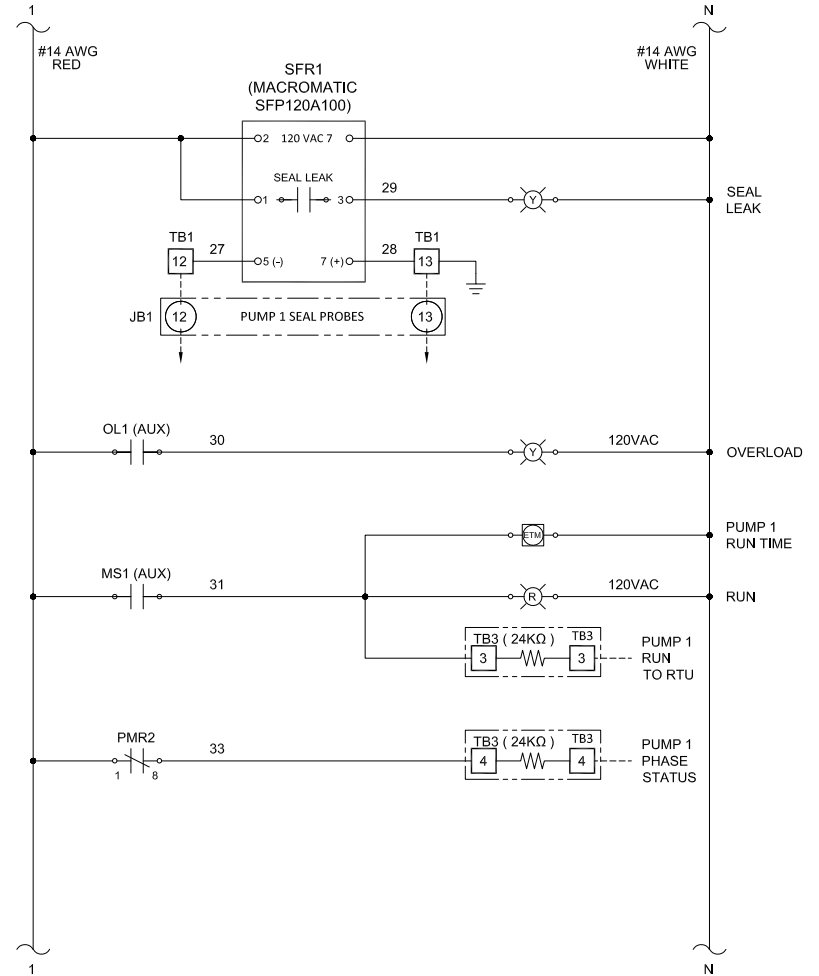 1
N
#14 AWG
RED
#14 AWG
WHITE
SFR1
(MACROMATIC
SFP120A100)
2 120 VAC 7
SEAL LEAK
1 3
29
Y
SEAL
LEAK
TB1
27
28
TB1
12
5 (-)
7 (+)
13
JB1
12
PUMP 1 SEAL PROBES
13
OL1 (AUX)
30
Y
120VAC
OVERLOAD
ETM
PUMP 1
RUN TIME
MS1 (AUX)
31
R
120VAC
RUN
TB3 ( 24KΩ ) TB3
3
3
PUMP 1
RUN
TO RTU
PMR2
1 8
33
TB3 ( 24KΩ ) TB3
4
4
PUMP 1
PHASE
STATUS
1
N